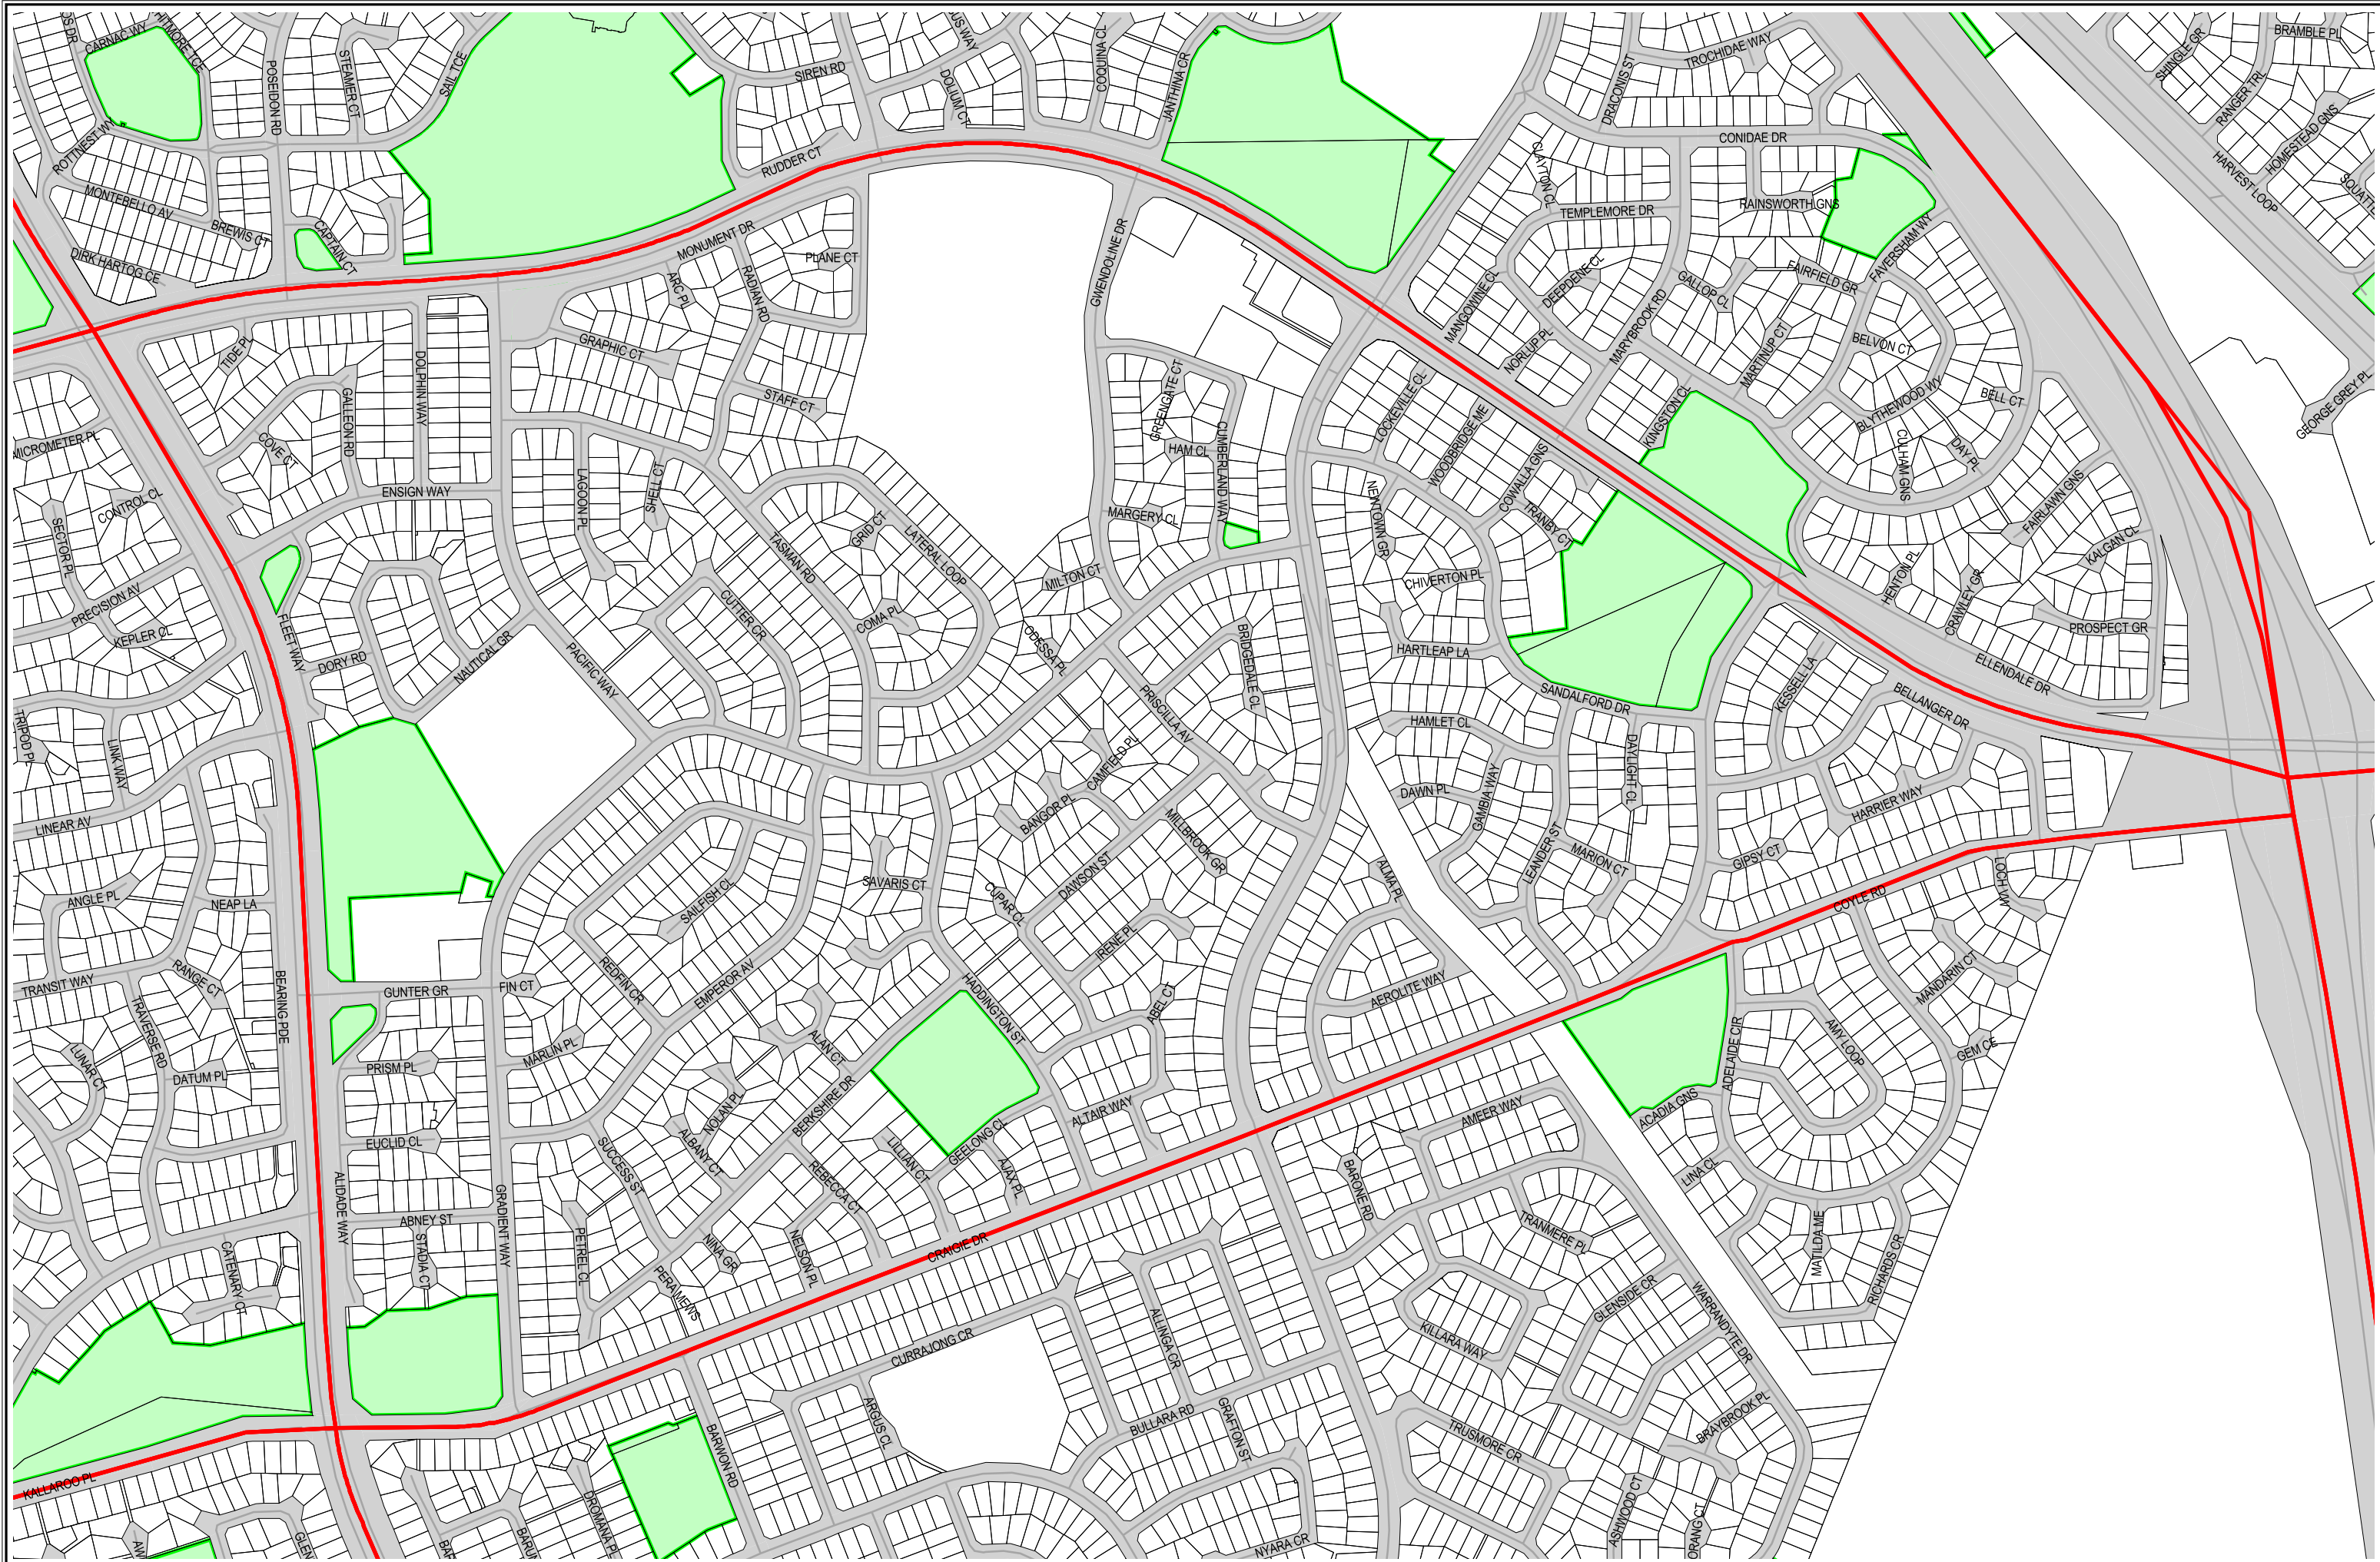 CARNAC WY
STEAMER CT
POSEIDON RD
SAIL TCE
SIREN RD
DOLIUM CT
COQUINA CL
JANTHINA CR
DRACONIS ST
TROCHIDAE WAY
SHINGLE GR
BRAMBLE PL
RANGER TRL
HOMESTEAD GNS
HARVEST LOOP
ROTTNEST WY
RUDDER CT
CONIDAE DR
CLAYTON CL
MONTEBELLO AV
BREWIS CT
CAPTAIN CT
DIRK HARTOG CE
MONUMENT DR
PLANE CT
ARC PL
RADIAN RD
GWENDOLINE DR
TEMPLEMORE DR
RAINSWORTH GNS
FAVERSHAM WY
MANGOWINE CL
DEEPDENE CL
GALLOP CL
FAIRFIELD GR
MARYBROOK RD
NORLUP PL
MARTINUP CT
BELVON CT
TIDE PL
DOLPHIN WAY
GRAPHIC CT
STAFF CT
GALLEON RD
GREENGATE CT
LOCKEVILLE CL
WOODBRIDGE ME
KINGSTON CL
BLYTHEWOOD WY
BELL CT
GEORGE GREY PL
MICROMETER PL
COVE CT
HAM CL
CUMBERLAND WAY
COWALLA GNS
CULHAM GNS
DAY PL
CONTROL CL
SECTOR PL
ENSIGN WAY
LAGOON PL
SHELL CT
TASMAN RD
GRID CT
LATERAL LOOP
MARGERY CL
NEWTOWN GR
TRANBY CT
FAIRLAWN GNS
KALGAN CL
MILTON CT
CHIVERTON PL
HENTON PL
CRAWLEY GR
PROSPECT GR
PRECISION AV
KEPLER CL
FLEET WAY
DORY RD
NAUTICAL GR
PACIFIC WAY
CUTTER CR
COMA PL
ODESSA PL
PRISCILLA AV
BRIDGEDALE CL
HARTLEAP LA
SANDALFORD DR
KESSELL LA
ELLENDALE DR
BELLANGER DR
TRIPOD PL
LINK WAY
HAMLET CL
DAYLIGHT CL
CAMFIELD PL
BANGOR PL
DAWN PL
GAMBIA WAY
HARRIER WAY
LINEAR AV
MILLBROOK GR
LEANDER ST
MARION CT
GIPSY CT
ANGLE PL
NEAP LA
SAILFISH CL
SAVARIS CT
CUPAR CL
DAWSON ST
ALMA PL
COYLE RD
LOCH VW
IRENE PL
TRANSIT WAY
RANGE CT
BEARING PDE
GUNTER GR
FIN CT
REDFIN CR
EMPEROR AV
HADDINGTON ST
ABEL CT
AEROLITE WAY
MANDARIN CT
TRAVERSE RD
LUNAR CT
DATUM PL
PRISM PL
MARLIN PL
ALAN CT
NOLAN PL
BERKSHIRE DR
ADELAIDE CIR
AMY LOOP
GEM CE
ALTAIR WAY
ACADIA GNS
AMEER WAY
EUCLID CL
SUCCESS ST
ALBANY CT
LILLIAN CT
GEELONG CL
AJAX PL
REBECCA CT
BARONE RD
LINA CL
ALIDADE WAY
GRADIENT WAY
ABNEY ST
STADIA CT
PETREL CL
NINA GR
NELSON PL
CRAIGIE DR
TRANMERE PL
MATILDA ME
RICHARDS CR
CATENARY CT
PERAIMEWS
CURRAJONG CR
ALLINGA CR
GLENSIDE CR
WARRANDYTE DR
KILLARA WAY
ARGUS CL
BULLARA RD
GRAFTON ST
TRUSMORE CR
BRAYBROOK PL
KALLAROO PL
BARWON RD
DROMANA PL
ASHWOOD CT
NYARA CR